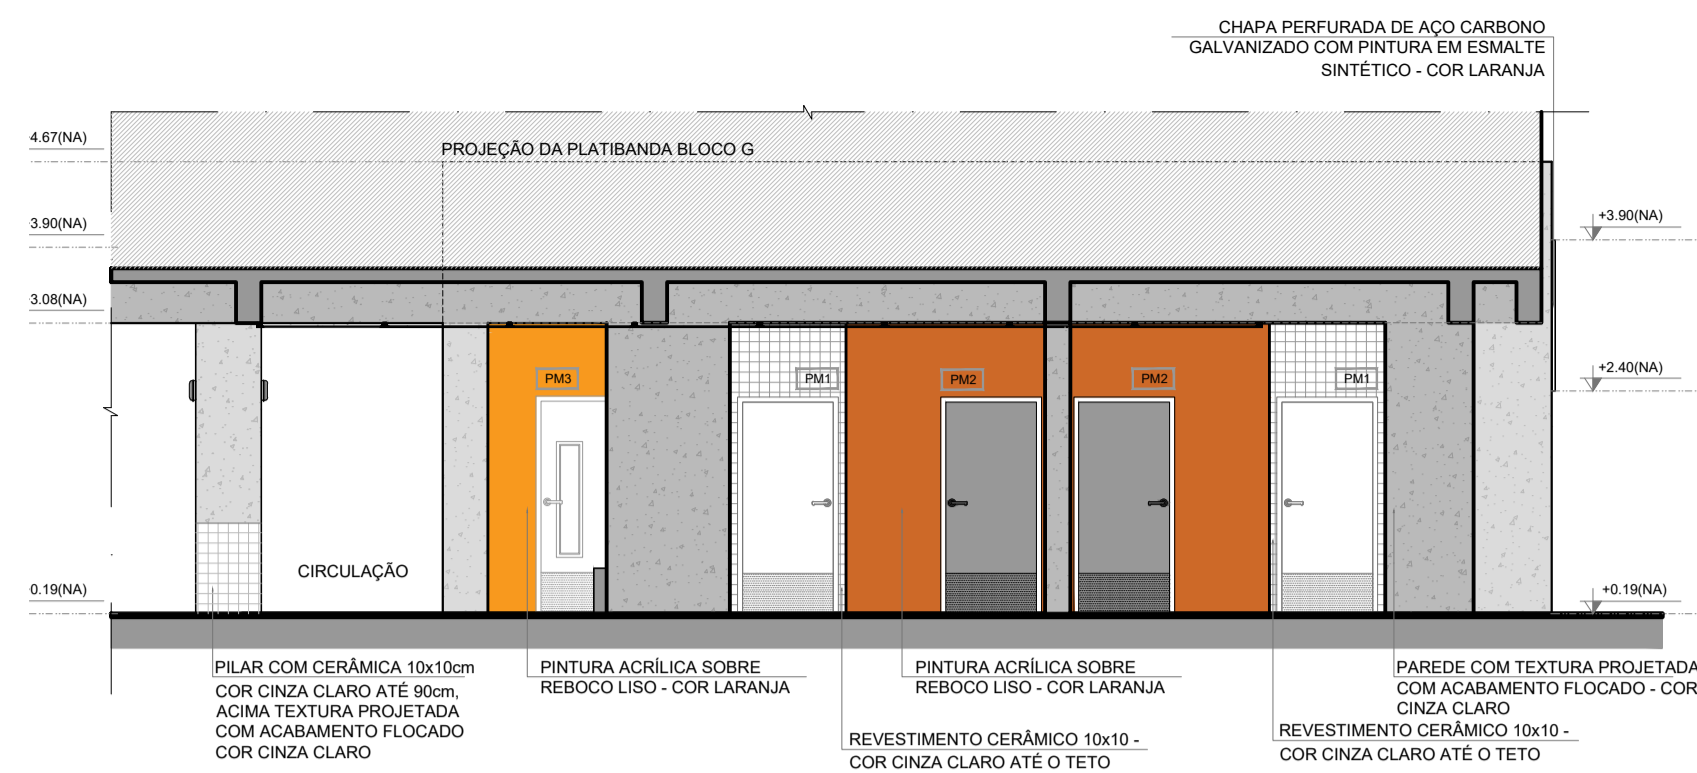 CHAPA PERFURADA DE AÇO CARBONO
GALVANIZADO COM PINTURA EM ESMALTE
SINTÉTICO - COR LARANJA
4.67(NA)
PROJEÇÃO DA PLATIBANDA BLOCO G
3.90(NA)
+3.90(NA)
3.08(NA)
+2.40(NA)
PM3
PM1
PM2
PM2
PM1
CIRCULAÇÃO
0.19(NA)
+0.19(NA)
PILAR COM CERÂMICA 10x10cm
COR CINZA CLARO ATÉ 90cm,
ACIMA TEXTURA PROJETADA
COM ACABAMENTO FLOCADO
COR CINZA CLARO
PINTURA ACRÍLICA SOBRE
REBOCO LISO - COR LARANJA
PINTURA ACRÍLICA SOBRE
REBOCO LISO - COR LARANJA
PAREDE COM TEXTURA PROJETADA
COM ACABAMENTO FLOCADO - COR
CINZA CLARO
REVESTIMENTO CERÂMICO 10x10 -
COR CINZA CLARO ATÉ O TETO
REVESTIMENTO CERÂMICO 10x10 -
COR CINZA CLARO ATÉ O TETO